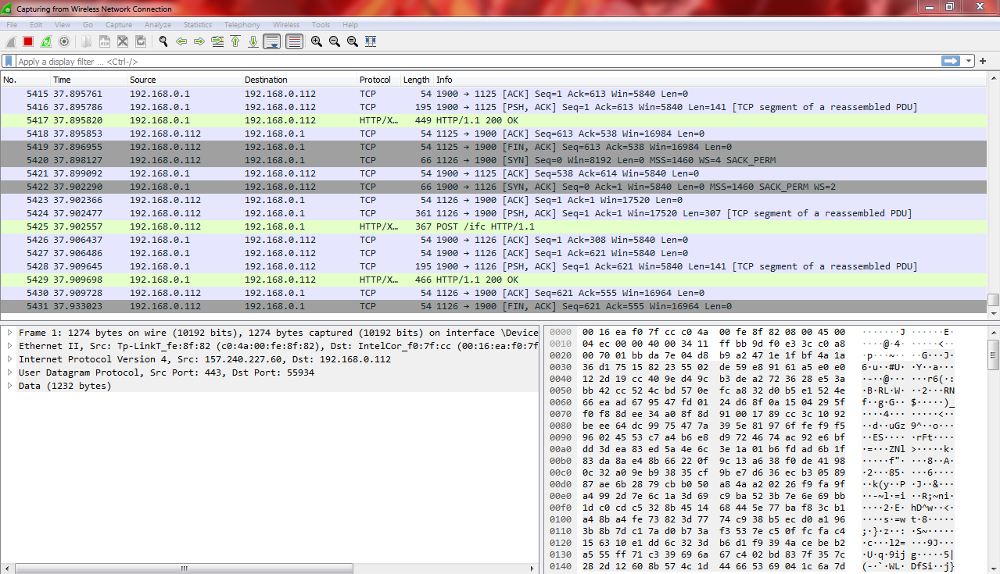 Capturing from Wireless Network Connection
File Edit View Go Capture Analyze Statistics Telephony Wireless Tools Help
Apply a display filter ... <Ctrl-/>
No. Time Source Destination Protocol Length Info
5415 37.895761 192.168.0.1 192.168.0.112 TCP 54 1900 → 1125 [ACK] Seq=1 Ack=613 Win=5840 Len=0
5416 37.895786 192.168.0.1 192.168.0.112 TCP 195 1900 → 1125 [PSH, ACK] Seq=1 Ack=613 Win=5840 Len=141 [TCP segment of a reassembled PDU]
5417 37.895820 192.168.0.1 192.168.0.112 HTTP/X… 449 HTTP/1.1 200 OK
5418 37.895853 192.168.0.112 192.168.0.1 TCP 54 1125 → 1900 [ACK] Seq=613 Ack=538 Win=16984 Len=0
5419 37.896955 192.168.0.112 192.168.0.1 TCP 54 1125 → 1900 [FIN, ACK] Seq=613 Ack=538 Win=16984 Len=0
5420 37.898127 192.168.0.112 192.168.0.1 TCP 66 1126 → 1900 [SYN] Seq=0 Win=8192 Len=0 MSS=1460 WS=4 SACK_PERM
5421 37.899092 192.168.0.1 192.168.0.112 TCP 54 1900 → 1125 [ACK] Seq=538 Ack=614 Win=5840 Len=0
5422 37.902290 192.168.0.1 192.168.0.112 TCP 66 1900 → 1126 [SYN, ACK] Seq=0 Ack=1 Win=5840 Len=0 MSS=1460 SACK_PERM WS=2
5423 37.902366 192.168.0.112 192.168.0.1 TCP 54 1126 → 1900 [ACK] Seq=1 Ack=1 Win=17520 Len=0
5424 37.902477 192.168.0.112 192.168.0.1 TCP 361 1126 → 1900 [PSH, ACK] Seq=1 Ack=1 Win=17520 Len=307 [TCP segment of a reassembled PDU]
5425 37.902557 192.168.0.112 192.168.0.1 HTTP/X… 367 POST /ifc HTTP/1.1
5426 37.906437 192.168.0.1 192.168.0.112 TCP 54 1900 → 1126 [ACK] Seq=1 Ack=308 Win=5840 Len=0
5427 37.906486 192.168.0.1 192.168.0.112 TCP 54 1900 → 1126 [ACK] Seq=1 Ack=621 Win=5840 Len=0
5428 37.909645 192.168.0.1 192.168.0.112 TCP 195 1900 → 1126 [PSH, ACK] Seq=1 Ack=621 Win=5840 Len=141 [TCP segment of a reassembled PDU]
5429 37.909698 192.168.0.1 192.168.0.112 HTTP/X… 466 HTTP/1.1 200 OK
5430 37.909728 192.168.0.112 192.168.0.1 TCP 54 1126 → 1900 [ACK] Seq=621 Ack=555 Win=16964 Len=0
5431 37.933023 192.168.0.112 192.168.0.1 TCP 54 1126 → 1900 [FIN, ACK] Seq=621 Ack=555 Win=16964 Len=0
Frame 1: 1274 bytes on wire (10192 bits), 1274 bytes captured (10192 bits) on interface \Device
Ethernet II, Src: Tp-LinkT_fe:8f:82 (c0:4a:00:fe:8f:82), Dst: IntelCor_f0:7f:cc (00:16:ea:f0:7f
Internet Protocol Version 4, Src: 157.240.227.60, Dst: 192.168.0.112
User Datagram Protocol, Src Port: 443, Dst Port: 55934
Data (1232 bytes)
0000 00 16 ea f0 7f cc c0 4a 00 fe 8f 82 08 00 45 00 ·······J ······E·
0010 04 ec 00 00 40 00 34 11 ff bb 9d f0 e3 3c c0 a8 ····@·4· ·····<··
0020 00 70 01 bb da 7e 04 d8 b9 a2 47 1e 1f bf 4a 1a ·p···~·· ··G···J·
0030 36 d1 75 15 82 23 55 02 de 59 e8 91 61 a5 e0 e0 6·u··#U· ·Y··a···
0040 12 2d 19 cc 40 9e d4 9c b3 de a2 72 36 28 e5 3a ·-··@··· ···r6(·:
0050 bb 42 cc 52 4c bd 57 0e fc a8 32 d0 b5 e1 52 4e ·B·RL·W· ··2···RN
0060 66 ea ad 67 95 47 fd 01 24 d6 8f 0a 15 04 29 5f f··g·G·· $·····)_
0070 f0 f8 8d ee 34 a0 8f 8d 91 00 17 89 cc 3c 10 92 ····4··· ·····<··
0080 be ee 64 dc 99 75 47 7a 39 5e 81 97 6f fe f9 f5 ··d··uGz 9^··o···
0090 96 02 45 53 c7 a4 b6 e8 d9 72 46 74 ac 92 e6 bf ··ES···· ·rFt····
00a0 dd 3d ea 83 ed 5a 4e 6c 3e 1a 01 b6 fd ad 6b 1f ·=···ZNl >·····k·
00b0 83 da 8a e4 8b 66 22 0f 9c 13 a6 38 f0 de 41 98 ·····f"· ···8··A·
00c0 0c 32 a0 9e b9 38 35 cf 9b e7 d6 36 ec b3 05 89 ·2···85· ···6····
00d0 87 ae 6b 28 79 cb b0 50 a8 4a a2 02 26 f9 fa 9f ··k(y··P ·J··&···
00e0 a4 99 2d 7e 6c 1a 3d 69 c9 ba 52 3b 7e 6e 69 bb ··-~l·=i ··R;~ni·
00f0 1d c0 cd c5 32 8b 45 14 68 44 5e 77 ba f8 3c b1 ····2·E· hD^w··<·
0100 a4 8b a4 fe 73 82 3d 77 74 c9 38 b5 ec d0 a1 96 ····s·=w t·8·····
0110 3b 8b 7d c1 7a d0 b7 3a f3 53 7e c5 0f fc fa c4 ;·}·z··: ·S~·····
0120 15 63 10 e1 dd 6c 32 3d b6 d1 f9 39 4a ce be b2 ·c···l2= ···9J···
0130 a5 55 ff 71 c3 39 69 6a 67 c4 02 bd 83 7f 35 7c ·U·q·9ij g·····5|
0140 28 2d 12 60 8b 57 4c 1d 44 66 53 69 04 1c 6a 7d (-·`·WL· DfSi··j}